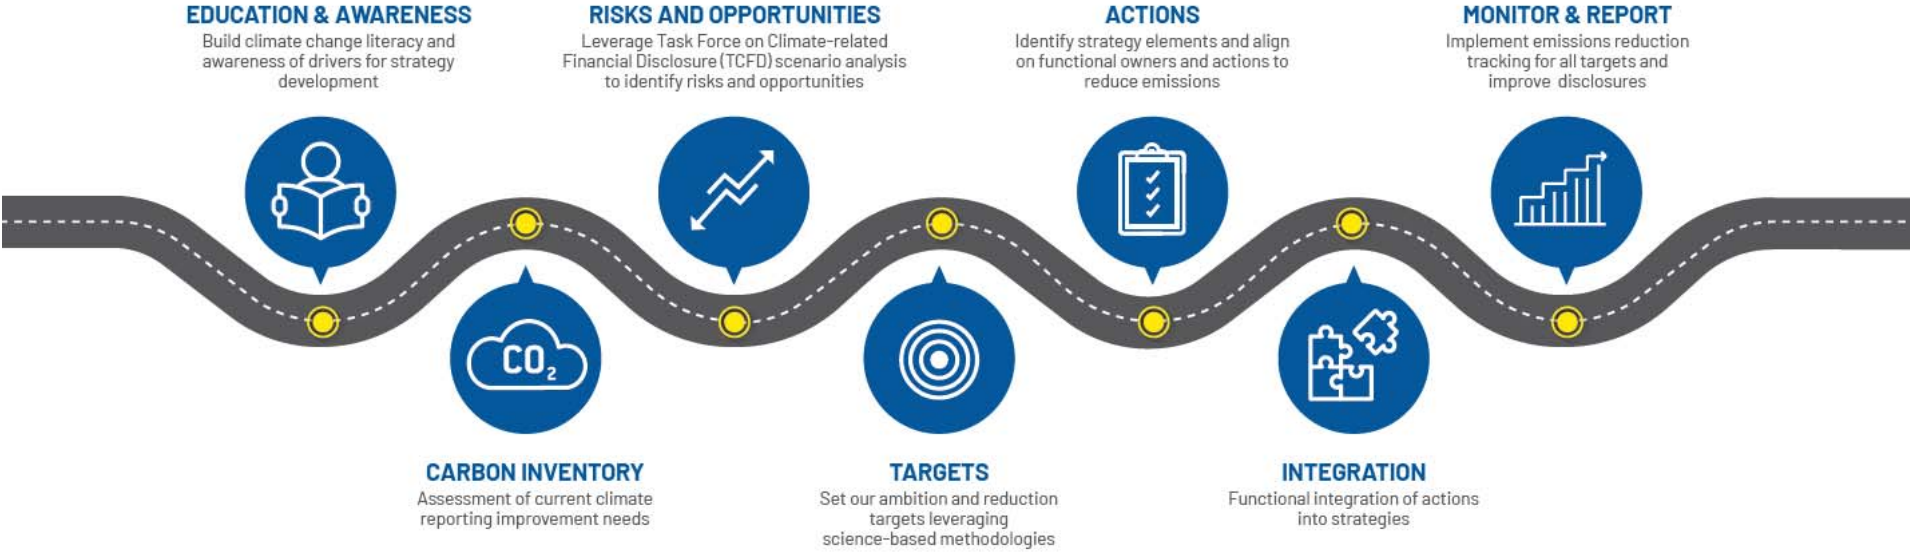 EDUCATION & AWARENESS
Build climate change literacy and
awareness of drivers for strategy
development
CARBON INVENTORY
Assessment of current climate
reporting improvement needs
RISKS AND OPPORTUNITIES
Leverage Task Force on Climate-related
Financial Disclosure (TCFD) scenario analysis
to identify risks and opportunities
TARGETS
Set our ambition and reduction
targets leveraging
science-based methodologies
ACTIONS
Identify strategy elements and align
on functional owners and actions to
reduce emissions
INTEGRATION
Functional integration of actions
into strategies
MONITOR & REPORT
Implement emissions reduction
tracking for all targets and
improve disclosures
CO₂